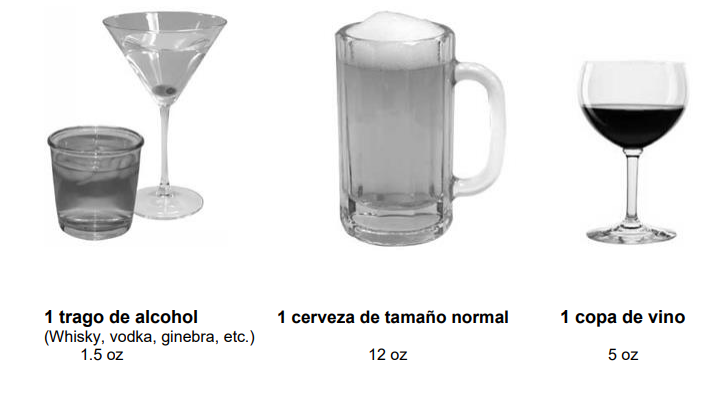 1 trago de alcohol
(Whisky, vodka, ginebra, etc.)
1.5 oz
1 cerveza de tamaño normal
12 oz
1 copa de vino
5 oz